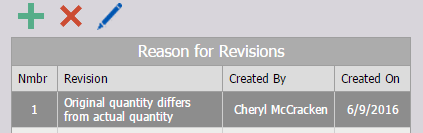 Reason for Revisions
Nmbr Revision Created By Created On
1 Original quantity differs from actual quantity Cheryl McCracken 6/9/2016